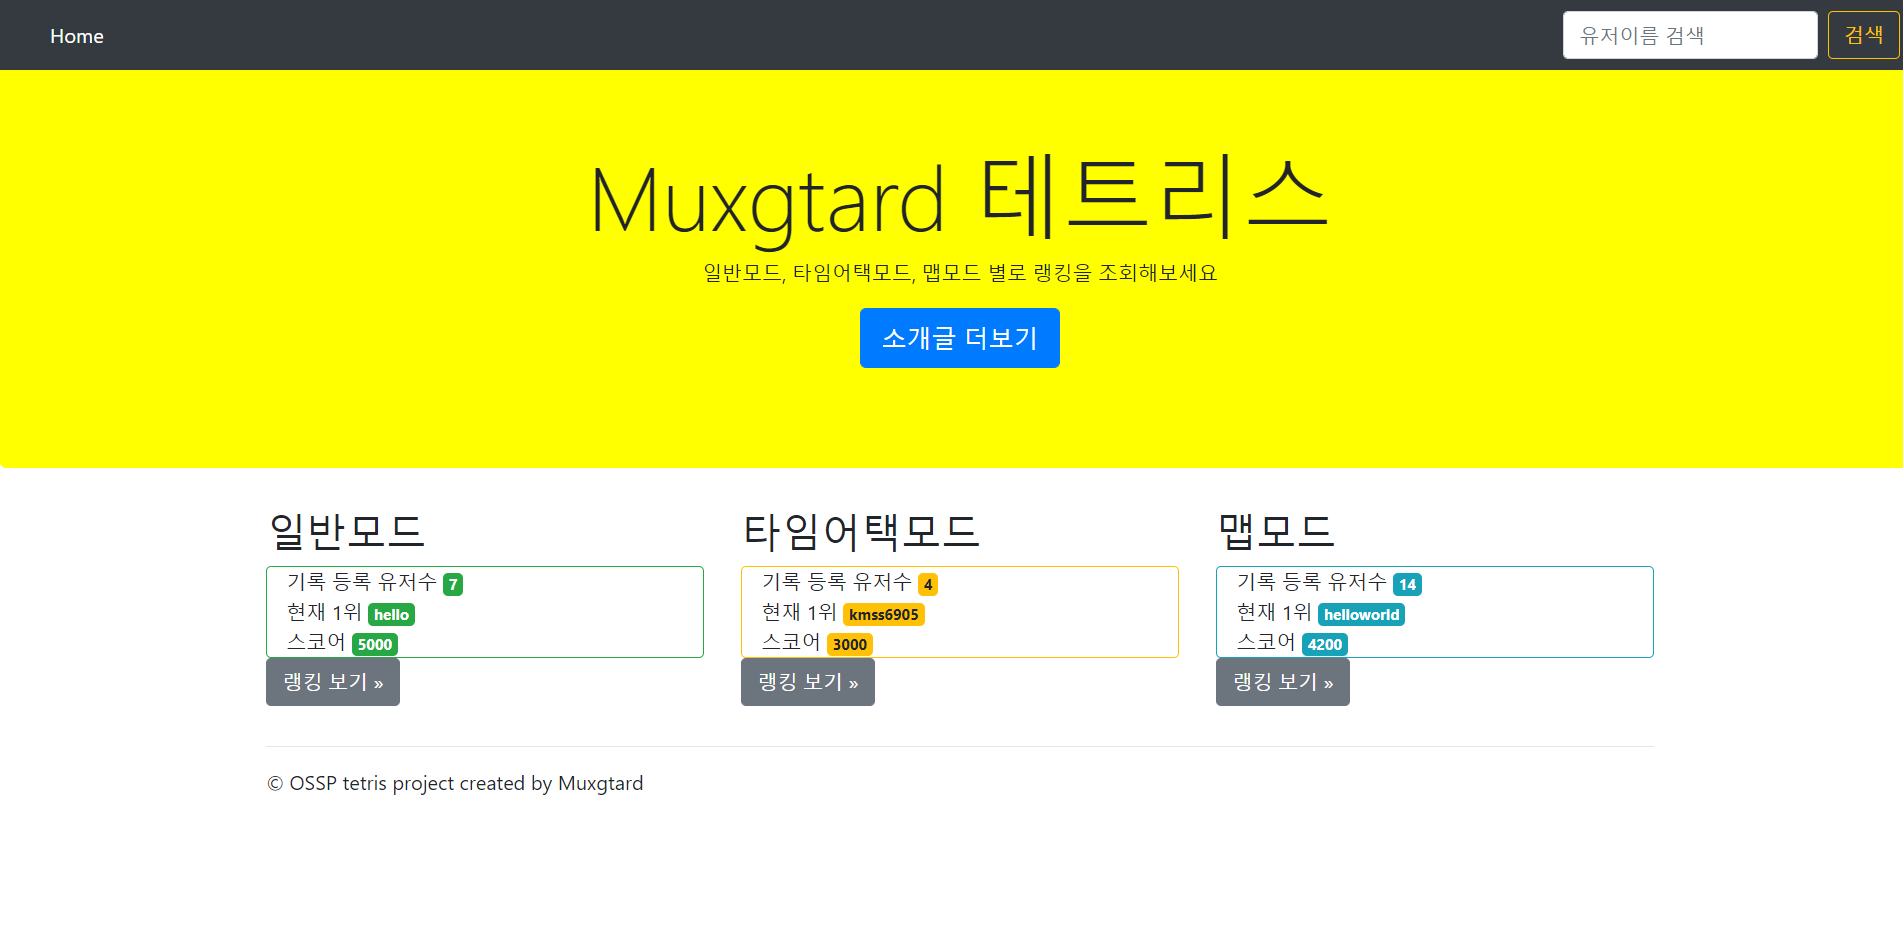 Home
유저이름 검색
검색
Muxgtard 테트리스
일반모드, 타임어택모드, 맵모드 별로 랭킹을 조회해보세요
소개글 더보기
일반모드
기록 등록 유저수 7
현재 1위 hello
스코어 5000
랭킹 보기 »
타임어택모드
기록 등록 유저수 4
현재 1위 kmss6905
스코어 3000
랭킹 보기 »
맵모드
기록 등록 유저수 14
현재 1위 helloworld
스코어 4200
랭킹 보기 »
© OSSP tetris project created by Muxgtard